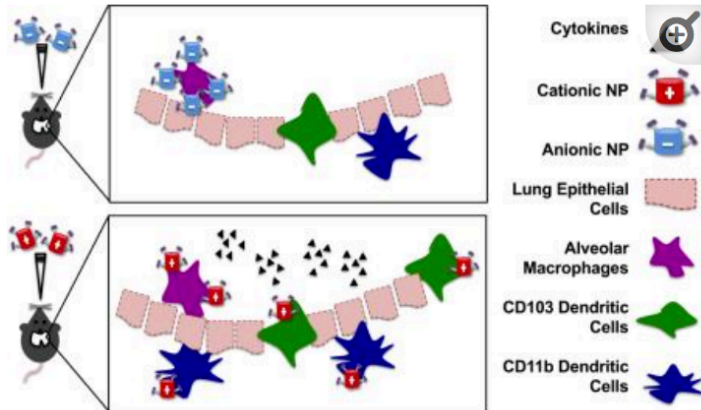 Cytokines
Cationic NP
Anionic NP
Lung Epithelial
Cells
Alveolar
Macrophages
CD103 Dendritic
Cells
CD11b Dendritic
Cells